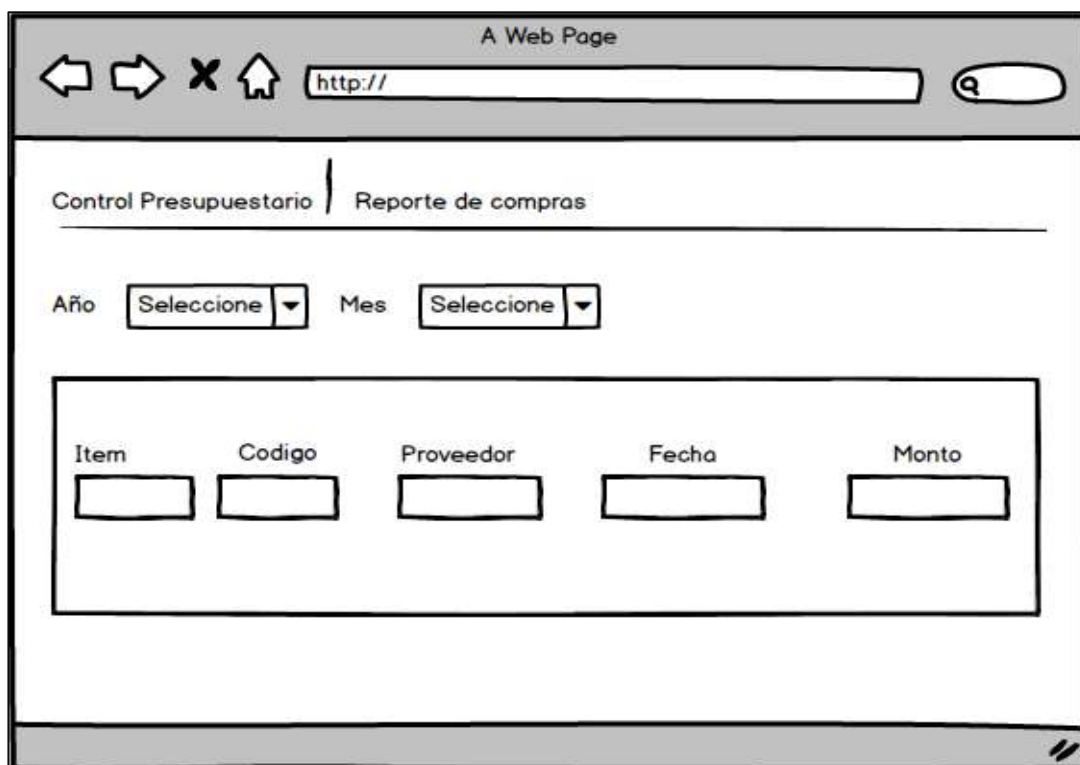 A Web Page
http://
Control Presupuestario Reporte de compras
Año Seleccione Mes Seleccione
Item Codigo Proveedor Fecha Monto